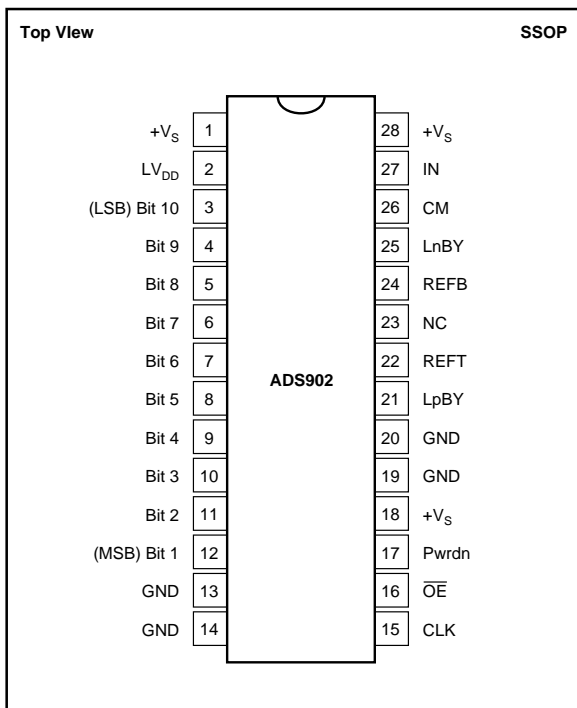 Top VIew SSOP
+VS 1 28 +VS
LVDD 2 27 IN
(LSB) Bit 10 3 26 CM
Bit 9 4 25 LnBY
Bit 8 5 24 REFB
Bit 7 6 23 NC
Bit 6 7 22 REFT
ADS902
Bit 5 8 21 LpBY
Bit 4 9 20 GND
Bit 3 10 19 GND
Bit 2 11 18 +VS
(MSB) Bit 1 12 17 Pwrdn
GND 13 16 O̅E̅
GND 14 15 CLK